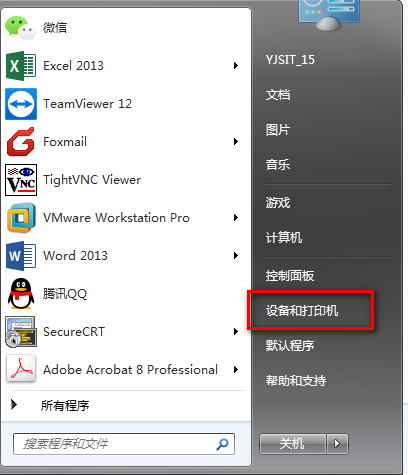 微信
Excel 2013
TeamViewer 12
Foxmail
VNC
TightVNC Viewer
VMware Workstation Pro
Word 2013
腾讯QQ
SecureCRT
Adobe Acrobat 8 Professional
所有程序
搜索程序和文件
YJSIT_15
文档
图片
音乐
游戏
计算机
控制面板
设备和打印机
默认程序
帮助和支持
关机